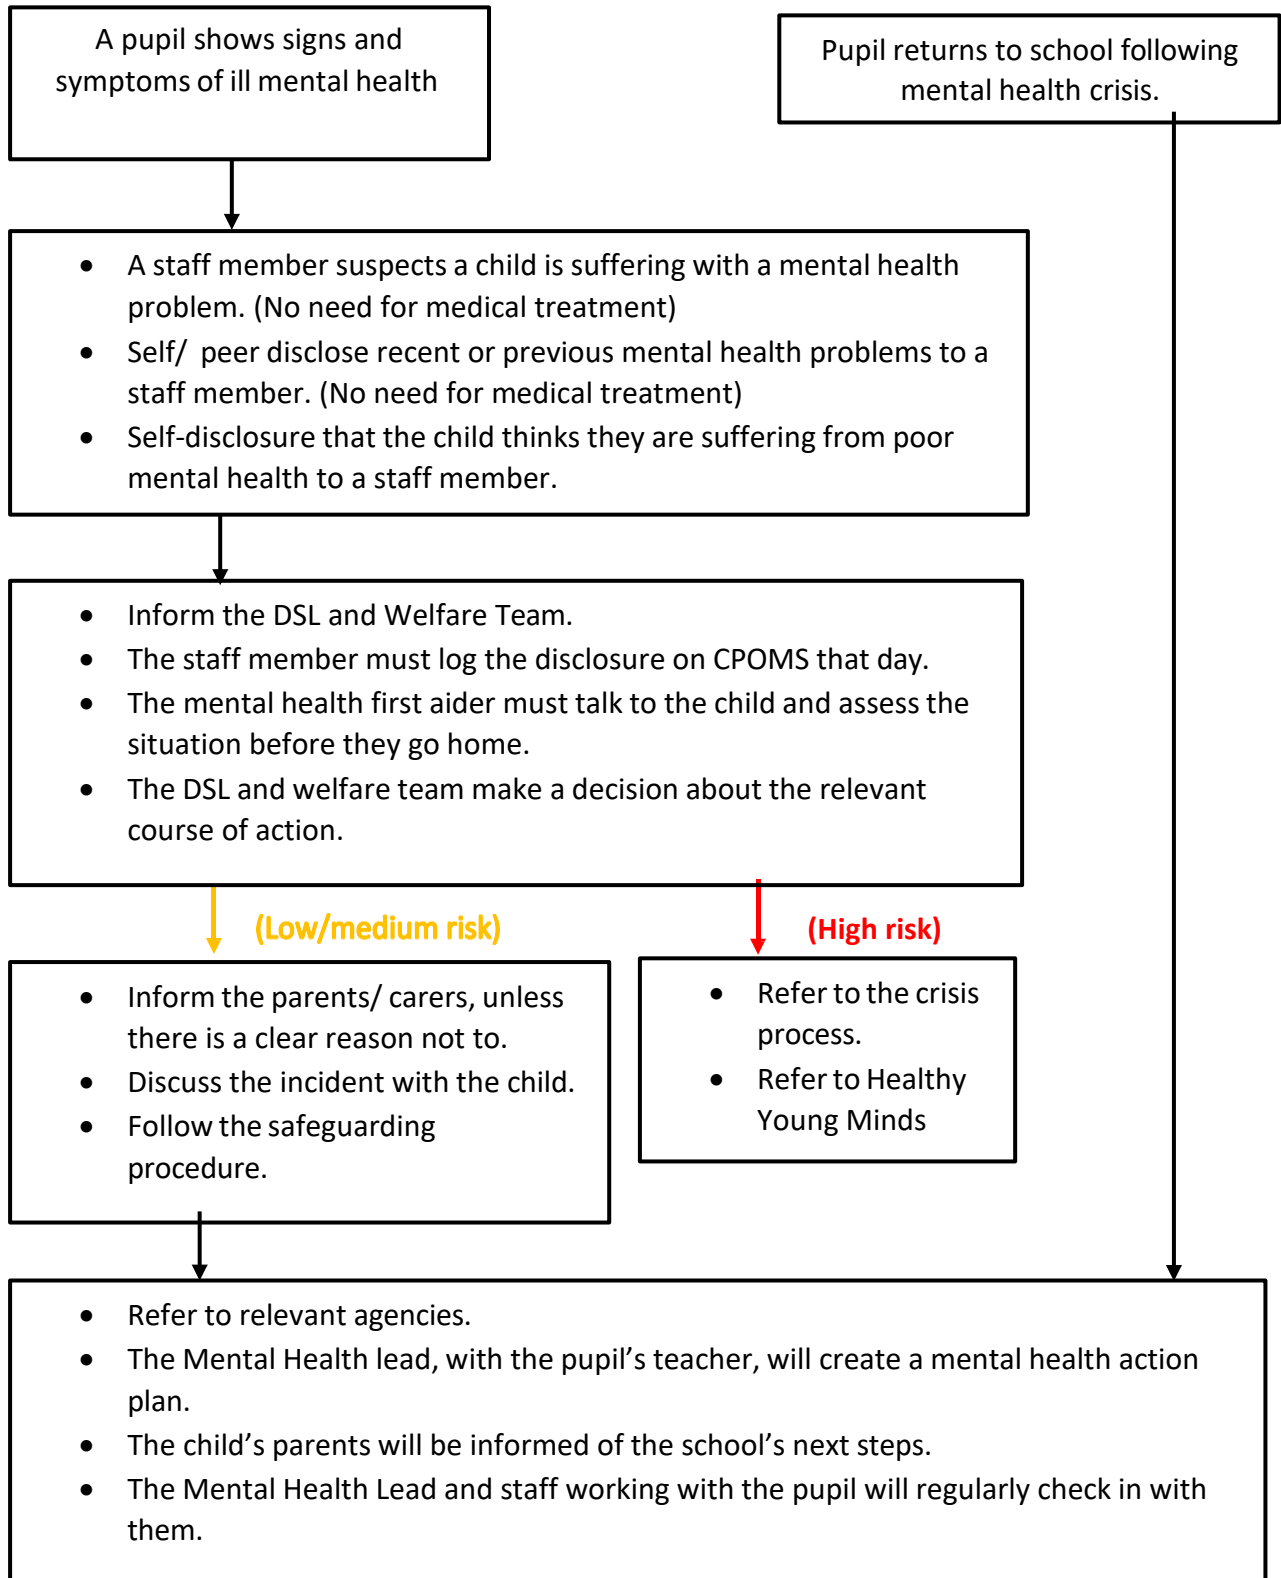 A pupil shows signs and
symptoms of ill mental health
Pupil returns to school following
mental health crisis.
• A staff member suspects a child is suffering with a mental health
problem. (No need for medical treatment)
• Self/ peer disclose recent or previous mental health problems to a
staff member. (No need for medical treatment)
• Self-disclosure that the child thinks they are suffering from poor
mental health to a staff member.
• Inform the DSL and Welfare Team.
• The staff member must log the disclosure on CPOMS that day.
• The mental health first aider must talk to the child and assess the
situation before they go home.
• The DSL and welfare team make a decision about the relevant
course of action.
(Low/medium risk)
(High risk)
• Inform the parents/ carers, unless
there is a clear reason not to.
• Discuss the incident with the child.
• Follow the safeguarding
procedure.
• Refer to the crisis
process.
• Refer to Healthy
Young Minds
• Refer to relevant agencies.
• The Mental Health lead, with the pupil’s teacher, will create a mental health action
plan.
• The child’s parents will be informed of the school’s next steps.
• The Mental Health Lead and staff working with the pupil will regularly check in with
them.